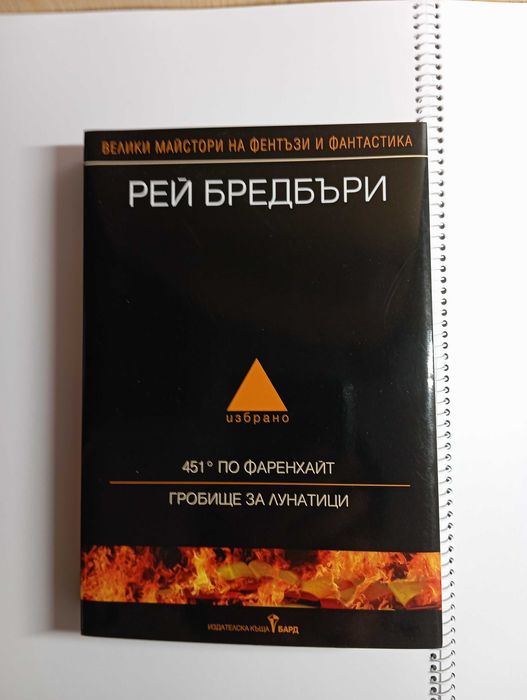 ВЕЛИКИ МАЙСТОРИ НА ФЕНТЪЗИ И ФАНТАСТИКА
РЕЙ БРЕДБЪРИ
избрано
451° ПО ФАРЕНХАЙТ
ГРОБИЩЕ ЗА ЛУНАТИЦИ
ИЗДАТЕЛСКА КЪЩА БАРД